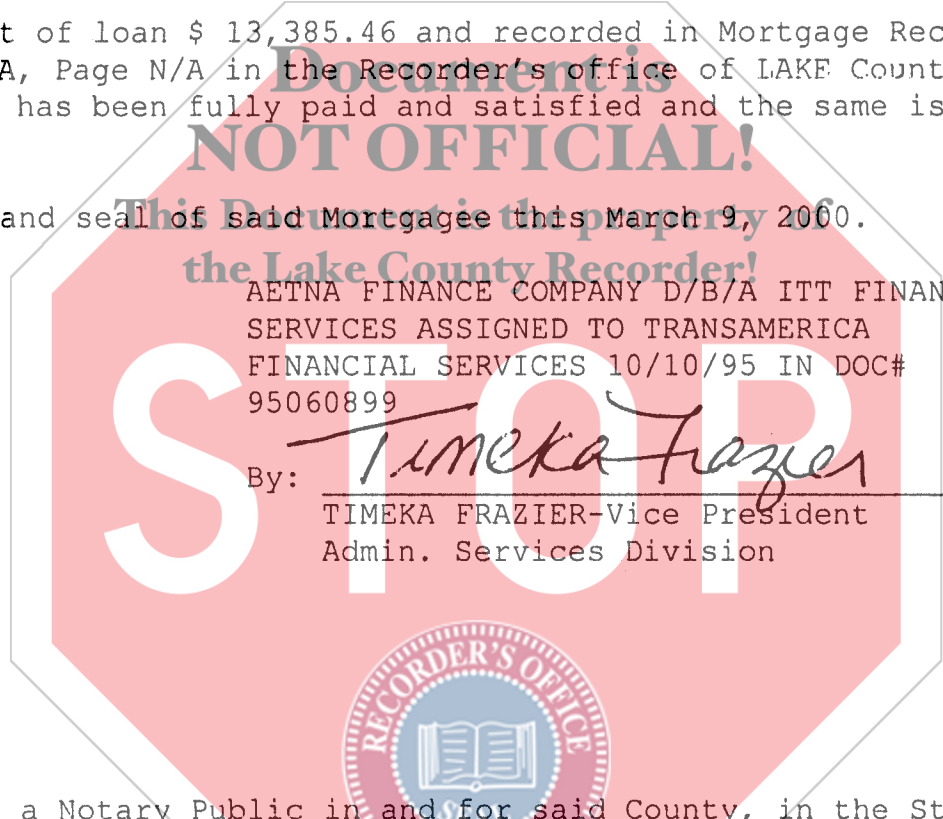 t of loan $ 13,385.46 and recorded in Mortgage Rec
A, Page N/A in the Recorder's office of LAKE Count
Document is
has been fully paid and satisfied and the same is
NOT OFFICIAL!
This Document is the property of
and seal of said Mortgagee this March 9, 2000.
the Lake County Recorder!
AETNA FINANCE COMPANY D/B/A ITT FINAN
SERVICES ASSIGNED TO TRANSAMERICA
FINANCIAL SERVICES 10/10/95 IN DOC#
95060899
STOP
Timeka Frazier
By:
TIMEKA FRAZIER-Vice President
Admin. Services Division
RECORDER'S OFFICE
a Notary Public in and for said County, in the St